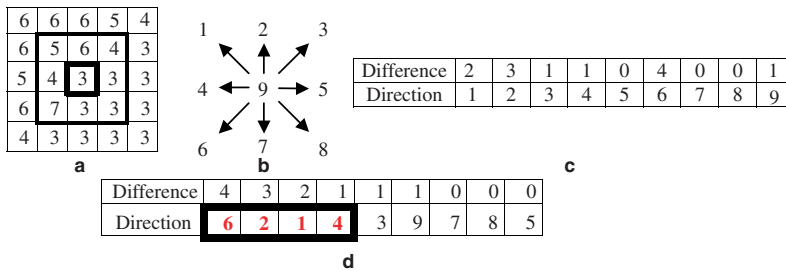 6 6 6 5 4
6 5 6 4 3
5 4 3 3 3
6 7 3 3 3
4 3 3 3 3
a
1 2 3
4 9 5
6 7 8
b
Difference 2 3 1 1 0 4 0 0 1
Direction 1 2 3 4 5 6 7 8 9
c
Difference 4 3 2 1 1 1 0 0 0
Direction 6 2 1 4 3 9 7 8 5
d